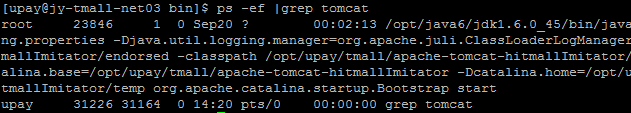 [upay@jy-tmall-net03 bin]$ ps -ef |grep tomcat
root     23846     1  0 Sep20 ?        00:02:13 /opt/java6/jdk1.6.0_45/bin/java
ng.properties -Djava.util.logging.manager=org.apache.juli.ClassLoaderLogManager
mallImitator/endorsed -classpath /opt/upay/tmall/apache-tomcat-hitmallImitator
alina.base=/opt/upay/tmall/apache-tomcat-hitmallImitator -Dcatalina.home=/opt/u
tmallImitator/temp org.apache.catalina.startup.Bootstrap start
upay     31226 31164  0 14:20 pts/0    00:00:00 grep tomcat